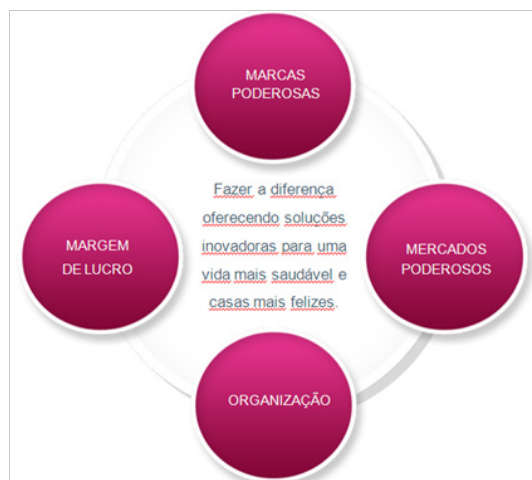 MARCAS
PODEROSAS
Fazer a diferença
oferecendo soluções
inovadoras para uma
vida mais saudável e
casas mais felizes.
MARGEM
DE LUCRO
MERCADOS
PODEROSOS
ORGANIZAÇÃO